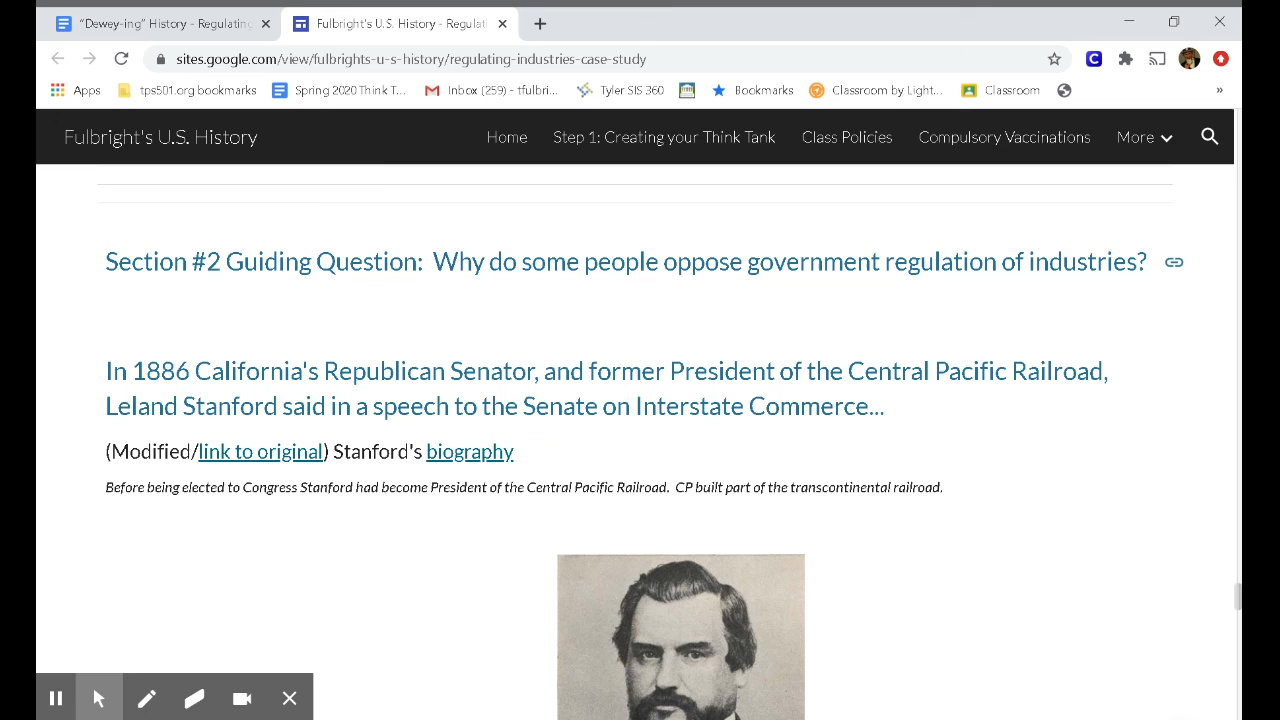 "Dewey-ing" History - Regulating
Fulbright's U.S. History - Regulati
sites.google.com/view/fulbrights-u-s-history/regulating-industries-case-study
Apps tps501.org bookmarks Spring 2020 Think T... Inbox (259) - tfulbri... Tyler SIS 360 Bookmarks Classroom by Light... Classroom »
Fulbright's U.S. History Home Step 1: Creating your Think Tank Class Policies Compulsory Vaccinations More
Section #2 Guiding Question: Why do some people oppose government regulation of industries?
In 1886 California's Republican Senator, and former President of the Central Pacific Railroad,
Leland Stanford said in a speech to the Senate on Interstate Commerce...
(Modified/link to original) Stanford's biography
Before being elected to Congress Stanford had become President of the Central Pacific Railroad. CP built part of the transcontinental railroad.